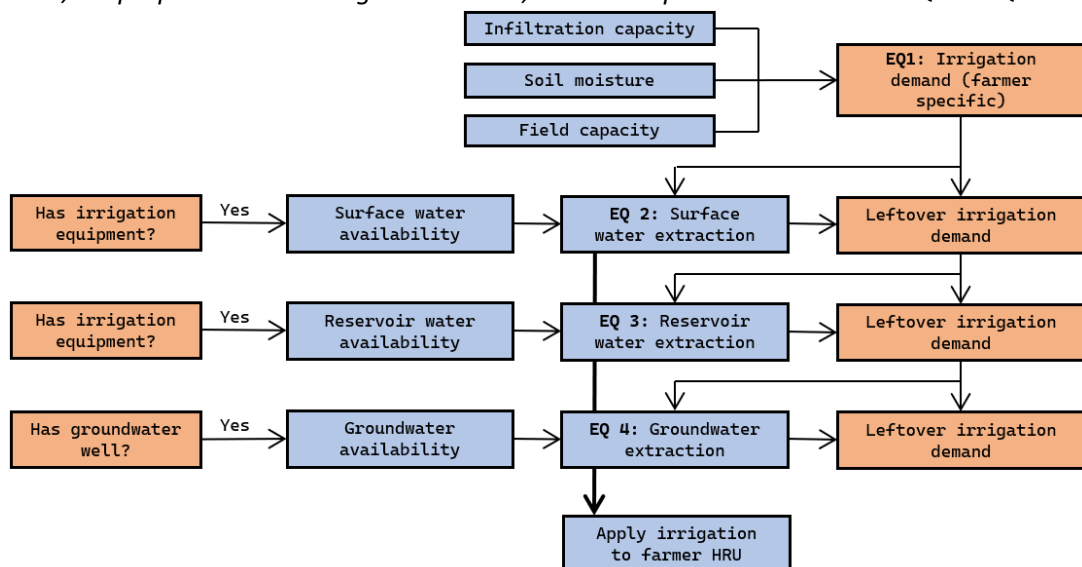 Infiltration capacity
Soil moisture
Field capacity
EQ1: Irrigation
demand (farmer
specific)
Has irrigation
equipment?
Yes
Surface water
availability
EQ 2: Surface
water extraction
Leftover irrigation
demand
Has irrigation
equipment?
Yes
Reservoir water
availability
EQ 3: Reservoir
water extraction
Leftover irrigation
demand
Has groundwater
well?
Yes
Groundwater
availability
EQ 4: Groundwater
extraction
Leftover irrigation
demand
Apply irrigation
to farmer HRU